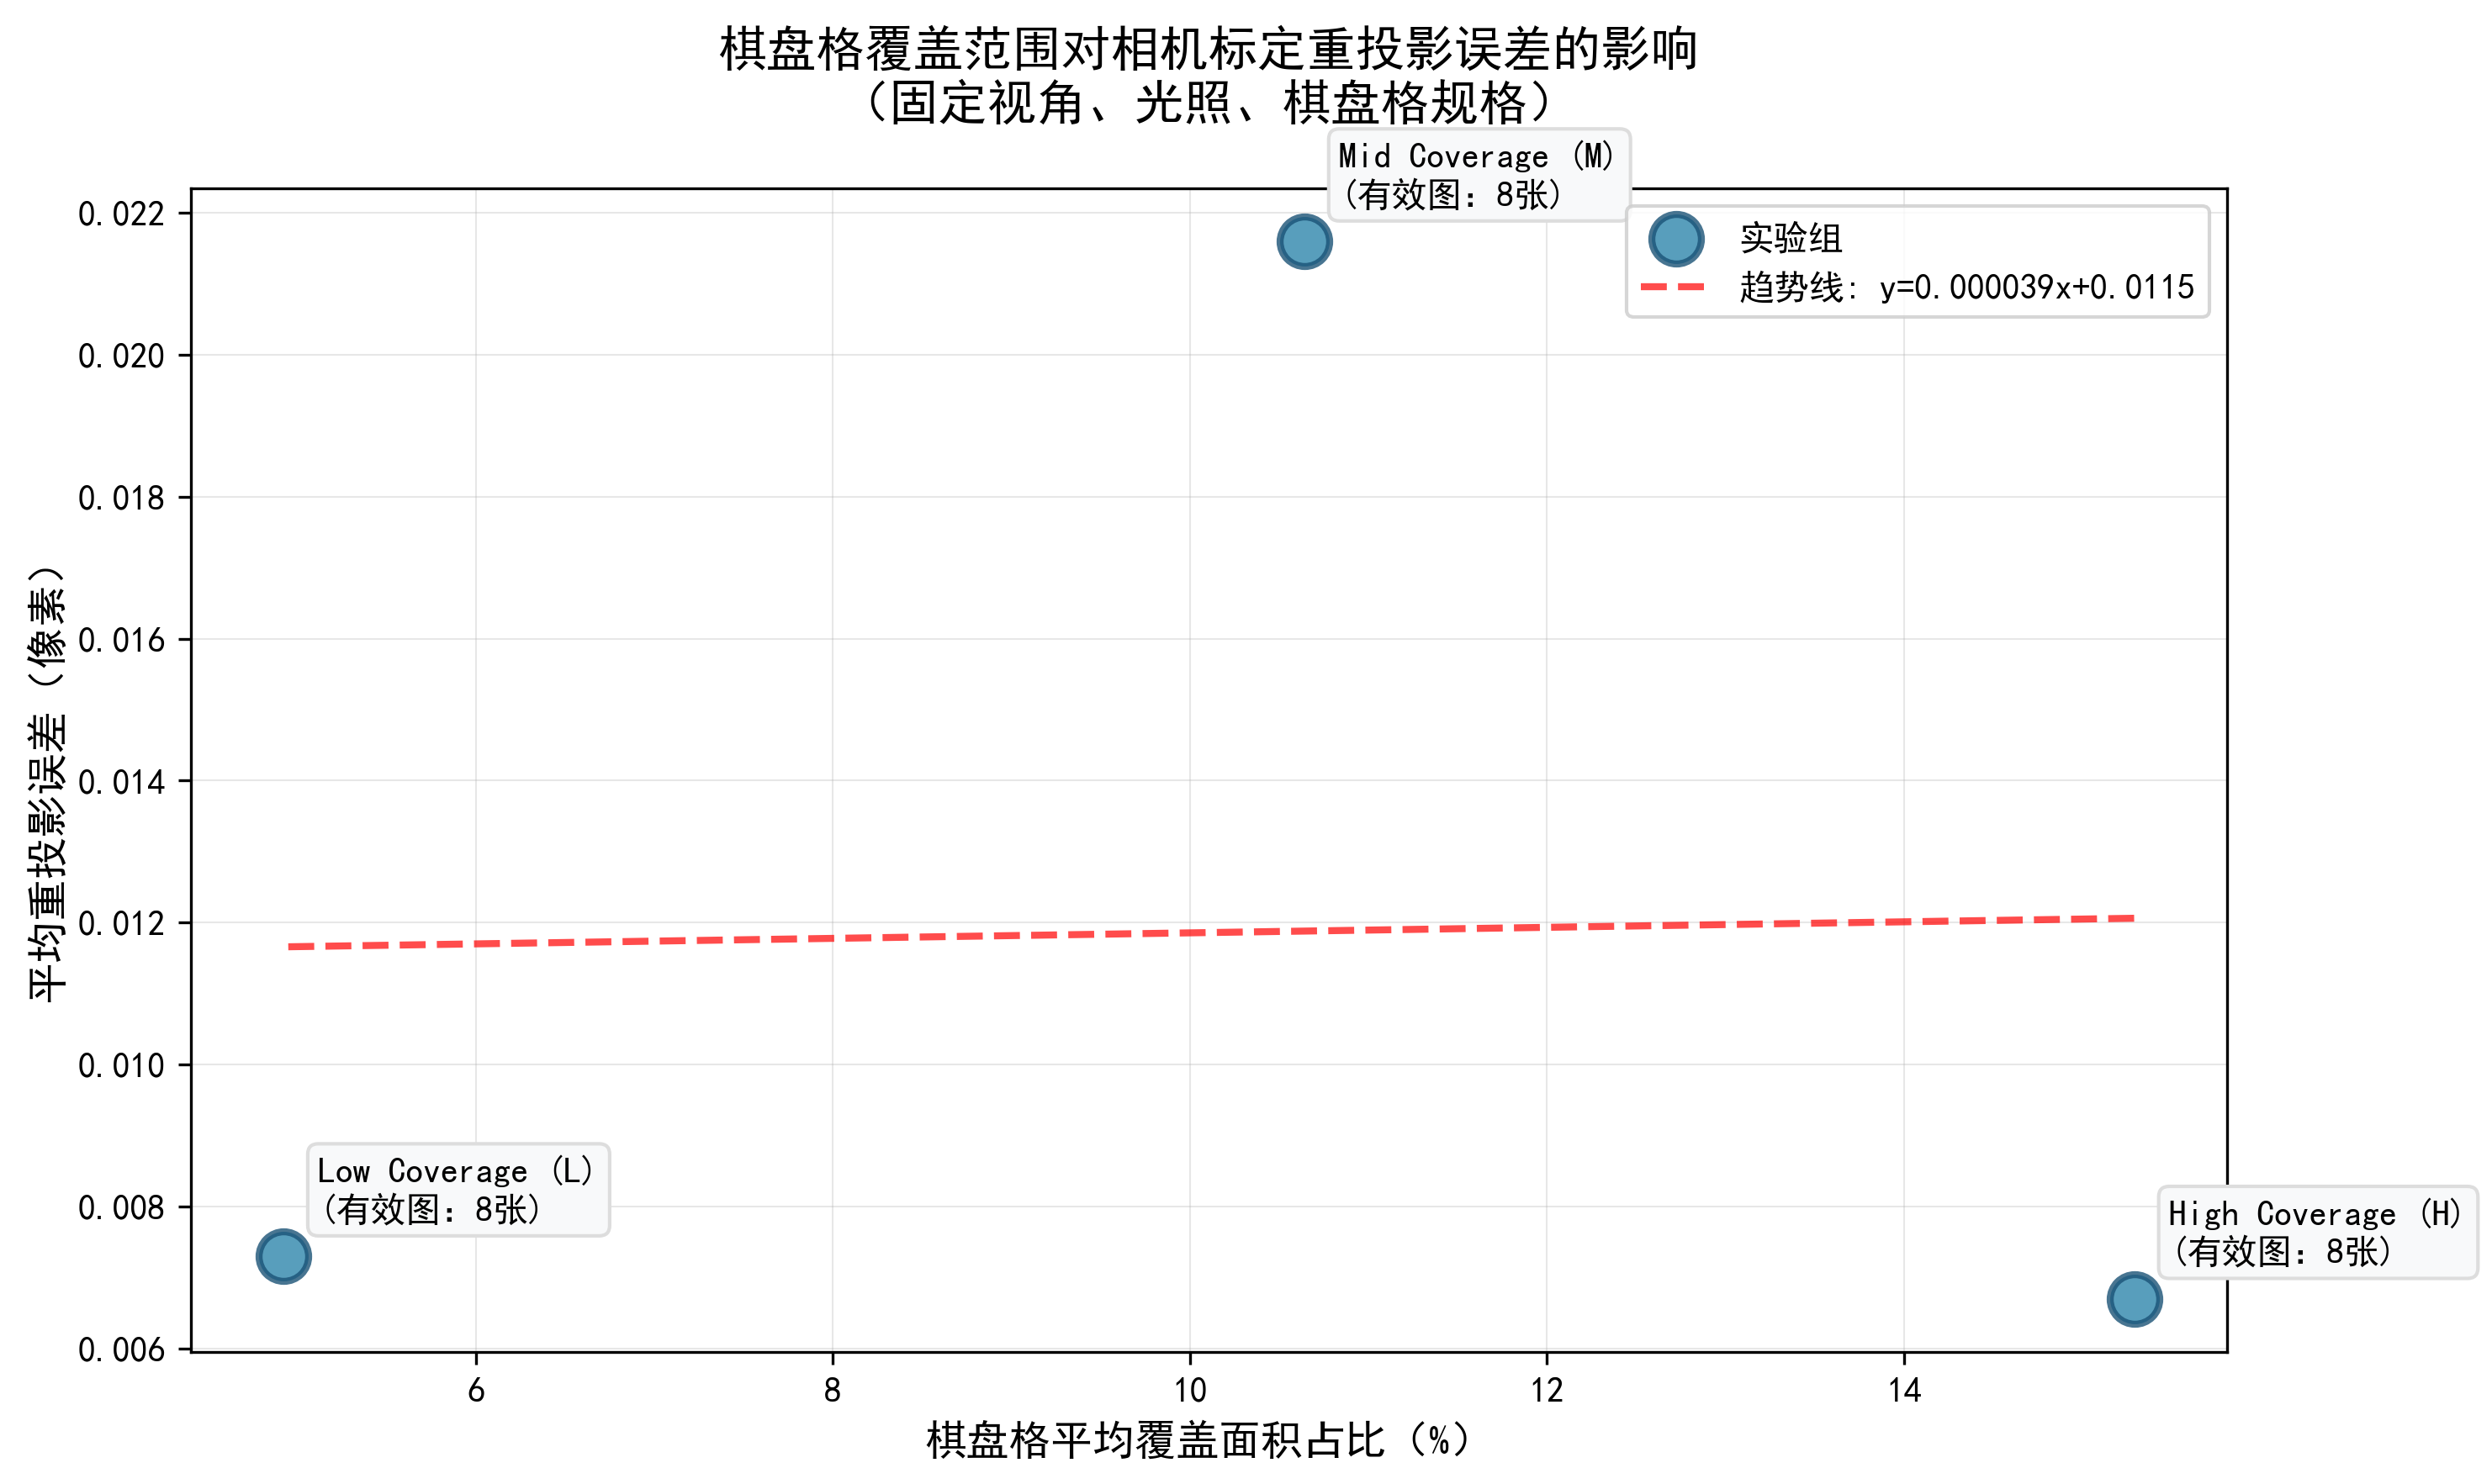 棋盘格覆盖范围对相机标定重投影误差的影响
（固定视角、光照、棋盘格规格）
Mid Coverage (M)
(有效图: 8张)
实验组
趋势线: y=0.000039x+0.0115
0.022
0.020
0.018
0.016
0.014
0.012
0.010
0.008
0.006
平均重投影误差（像素）
Low Coverage (L)
(有效图: 8张)
High Coverage (H)
(有效图: 8张)
6
8
10
12
14
棋盘格平均覆盖面积占比 (%)